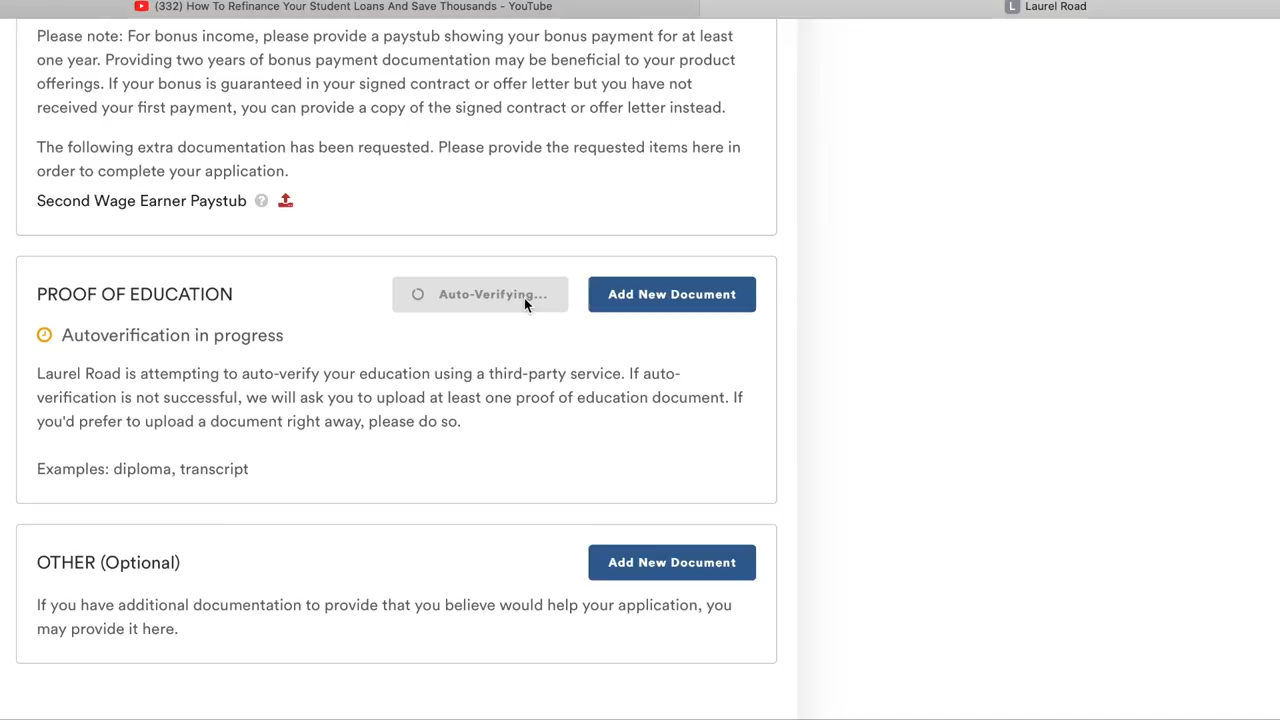 (332) How To Refinance Your Student Loans And Save Thousands - YouTube
L Laurel Road
Please note: For bonus income, please provide a paystub showing your bonus payment for at least
one year. Providing two years of bonus payment documentation may be beneficial to your product
offerings. If your bonus is guaranteed in your signed contract or offer letter but you have not
received your first payment, you can provide a copy of the signed contract or offer letter instead.
The following extra documentation has been requested. Please provide the requested items here in
order to complete your application.
Second Wage Earner Paystub ?
PROOF OF EDUCATION
Auto-Verifying...
Add New Document
Autoverification in progress
Laurel Road is attempting to auto-verify your education using a third-party service. If auto-
verification is not successful, we will ask you to upload at least one proof of education document. If
you'd prefer to upload a document right away, please do so.
Examples: diploma, transcript
OTHER (Optional)
Add New Document
If you have additional documentation to provide that you believe would help your application, you
may provide it here.